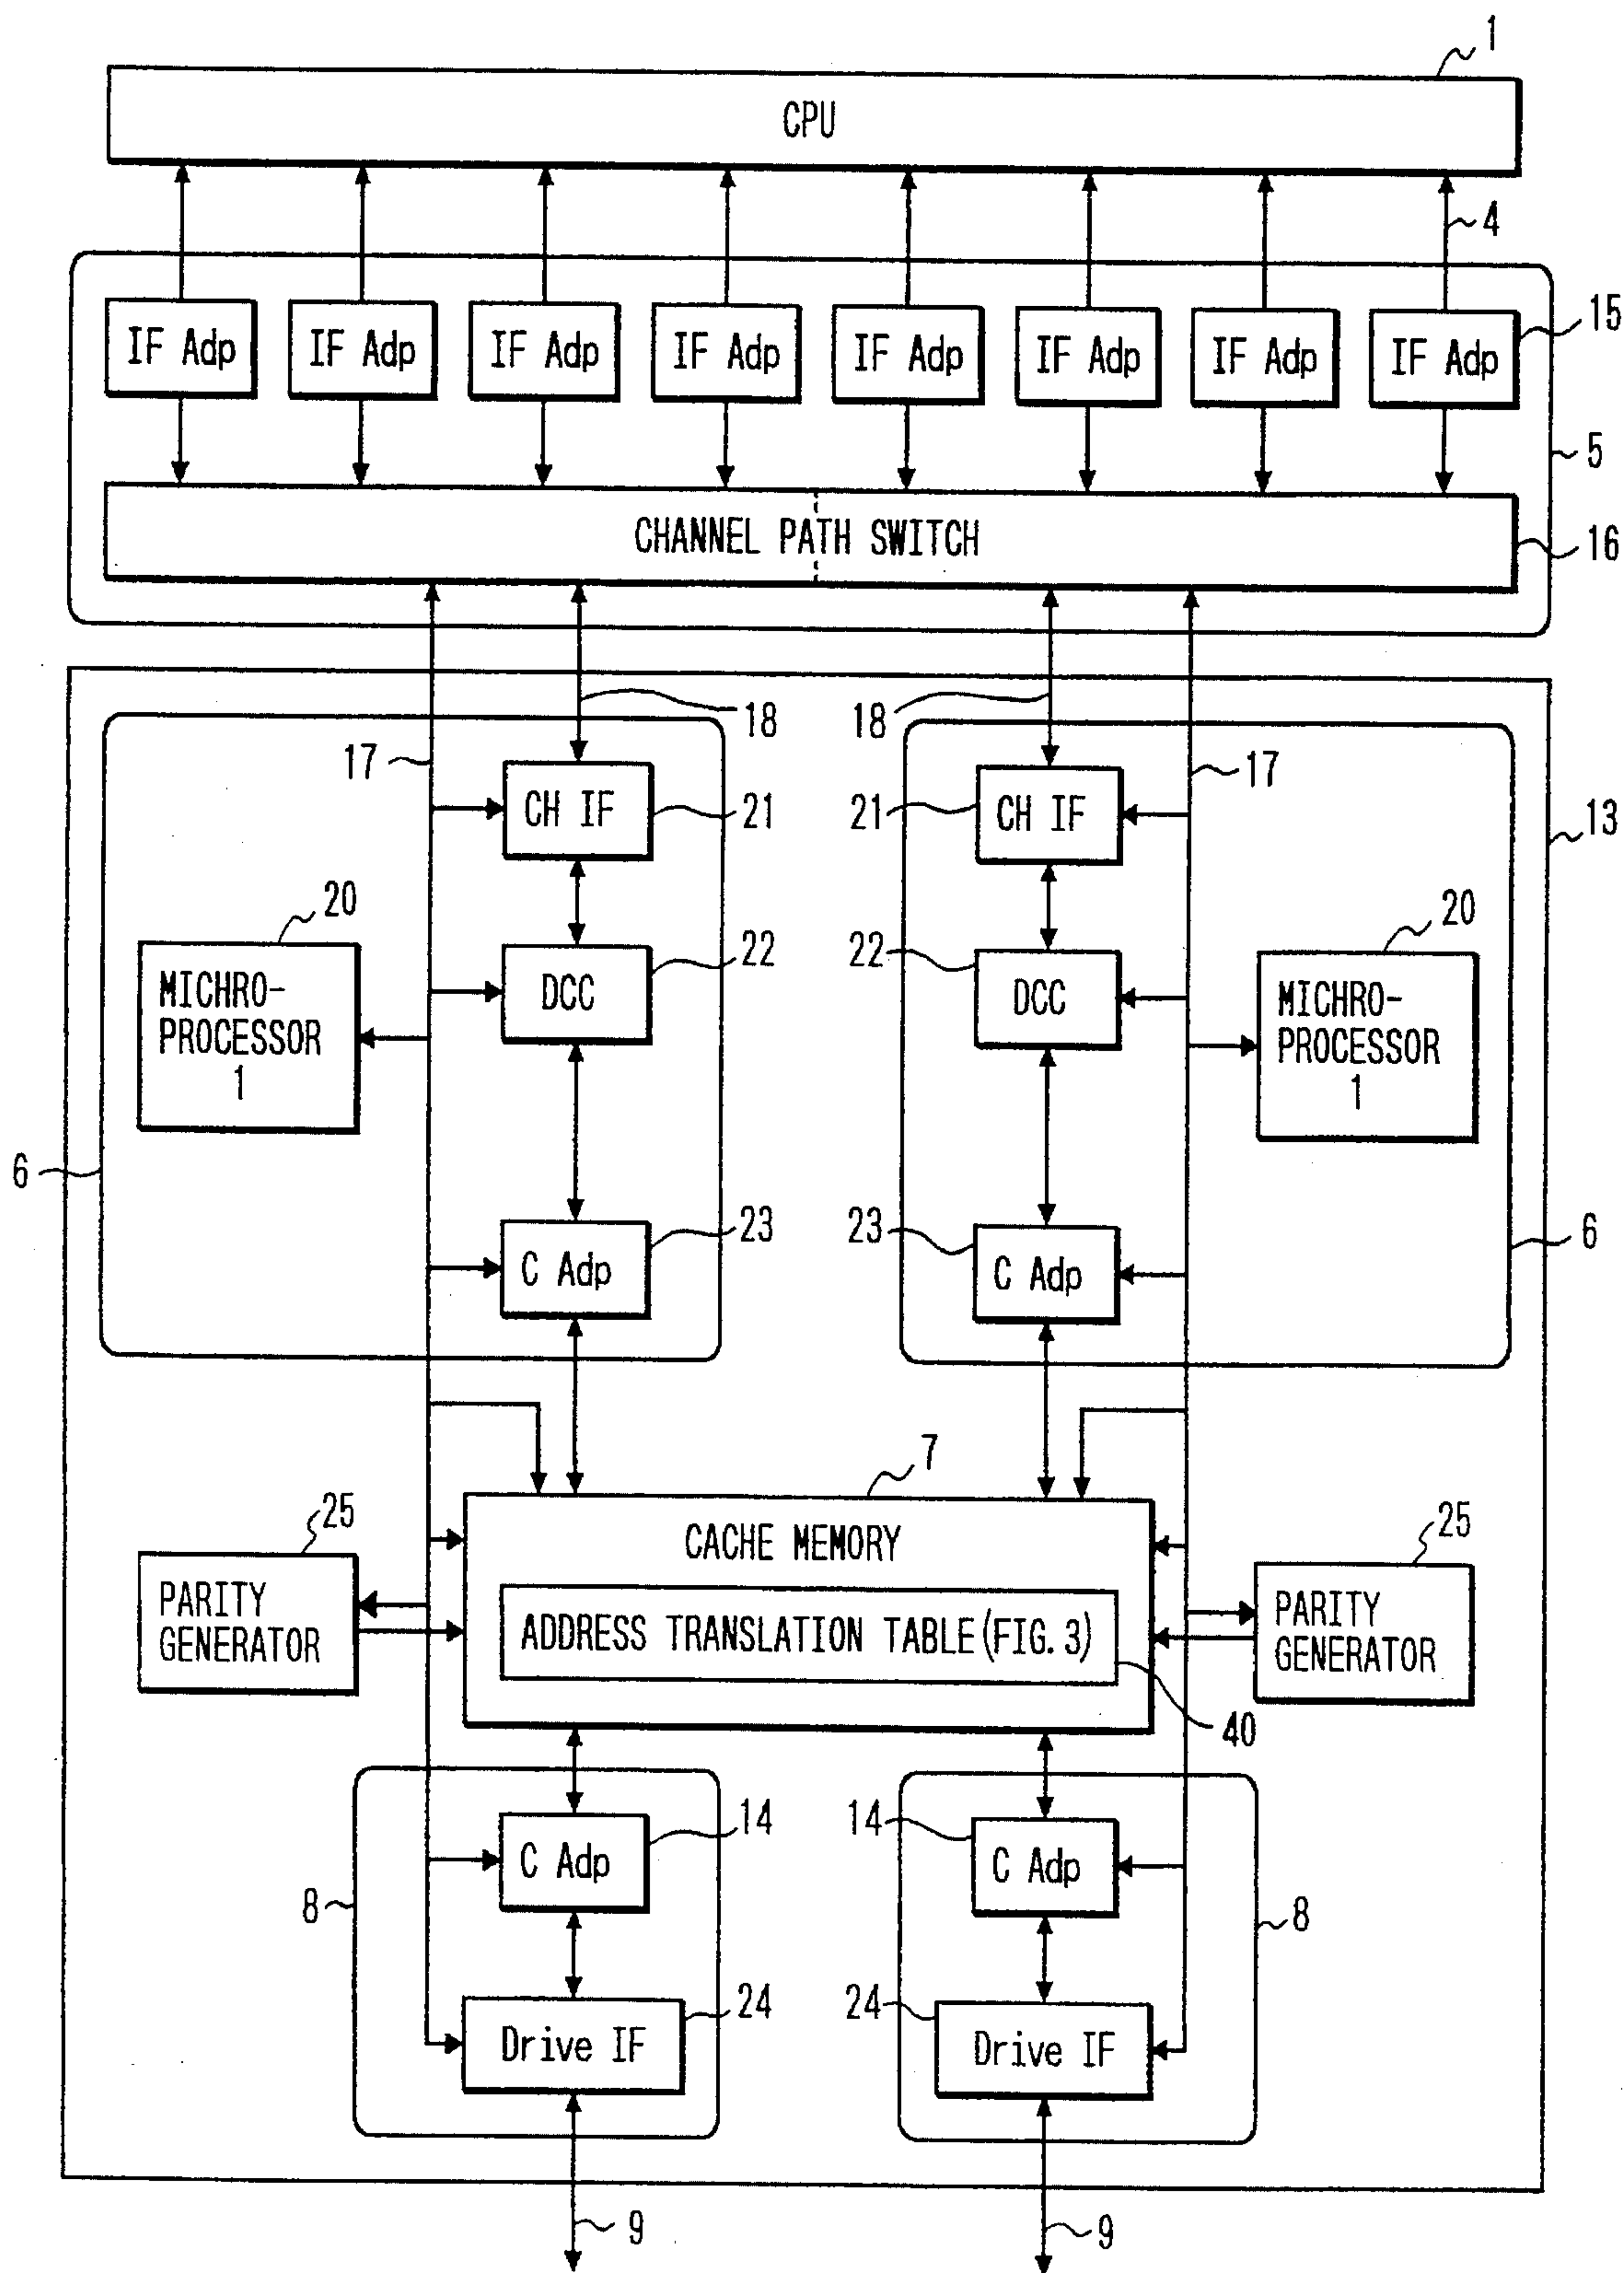 1
CPU
4
IF Adp IF Adp IF Adp IF Adp IF Adp IF Adp IF Adp IF Adp
15
5
CHANNEL PATH SWITCH
16
18 18
17 17
CH IF 21 21 CH IF
13
20 20
22 22
DCC DCC
MICHRO-
PROCESSOR
1
MICHRO-
PROCESSOR
1
6 6
23 23
C Adp C Adp
7
25 25
CACHE MEMORY
PARITY
GENERATOR
ADDRESS TRANSLATION TABLE(FIG. 3)
PARITY
GENERATOR
40
14 14
C Adp C Adp
8 8
24 24
Drive IF Drive IF
9 9